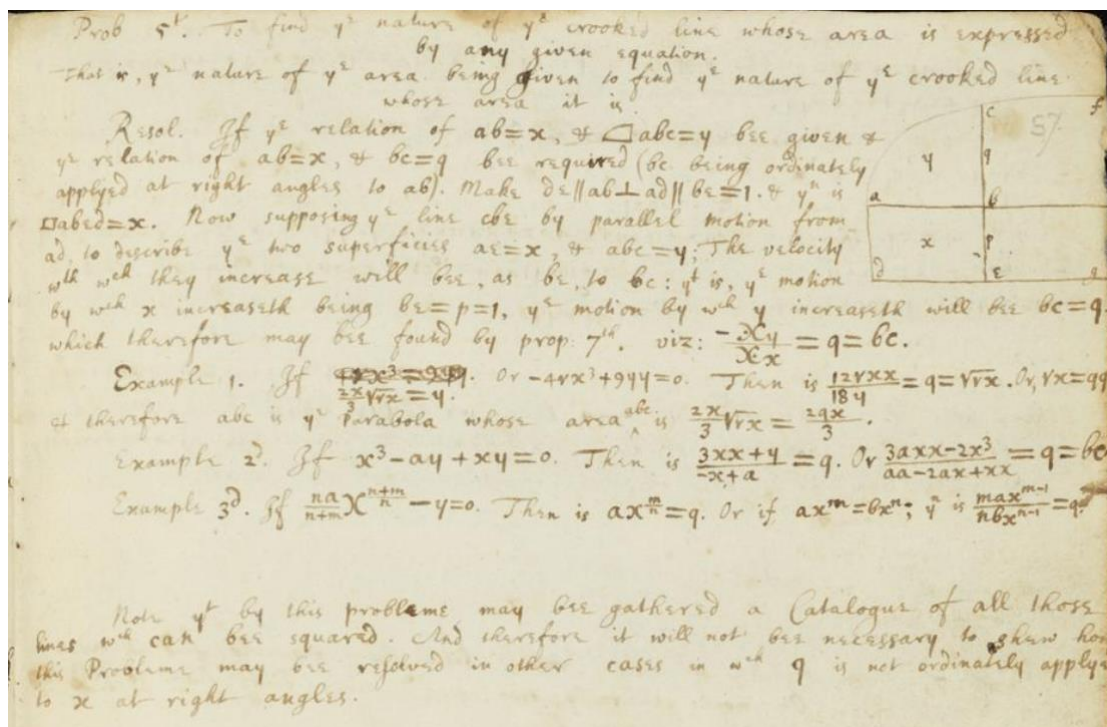 Prob 5t. To find yᵉ nature of yᵉ crooked line whose area is expressed
by any given equation.
That is, yᵉ nature of yᵉ area being given to find yᵉ nature of yᵉ crooked line
whose area it is
Resol. If yᵉ relation of ab=x, & △abc=y bee given &
yᵉ relation of ab=x, & bc=q bee required (bc being ordinately
applyed at right angles to ab). Make de∥ab⊥ad∥be=1. & yⁿ is
□abed=x. Now supposing yᵉ line cbe by parallel motion from
ad, to describe yᵉ two superficies ae=x, & abc=y; The velocity
wᵗʰ wᶜʰ they increase will bee, as be, to bc: yᵗ is, yᵉ motion
by wᶜʰ x increaseth being be=p=1, yᵉ motion by wᶜʰ y increaseth will bee bc=q.
which therefore may bee found by prop: 7ᵗʰ. viz: −𝒳y/𝒳x = q = bc.
Example 1. If 2x/3 √rx = y. Or −4rx³+9yy=0. Then is 12rxx/18y = q = √rx. Or, rx=qq
& therefore abc is yᵉ Parabola whose area abc is 2x/3 √rx = 2qx/3.
Example 2ᵈ. If x³−ay+xy=0. Then is 3xx+y/−x+a = q. Or 3axx−2x³/aa−2ax+xx = q = bc
Example 3ᵈ. If na/n+m x^(n+m/n) −y=0. Then is ax^(m/n) = q. Or if axᵐ=bxⁿ; yⁿ is maxᵐ⁻¹/nbxⁿ⁻¹ = q.
Note yᵗ by this probleme may bee gathered a Catalogue of all those
lines wᶜʰ can bee squared. And therefore it will not bee necessary to shew how
this Probleme may bee resolved in other cases in wᶜʰ q is not ordinately applye
to x at right angles.
c f
57
y q
a b
x p
d e g